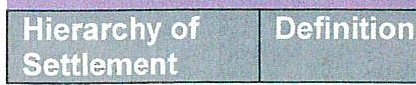 Hierarchy of Settlement
Definition